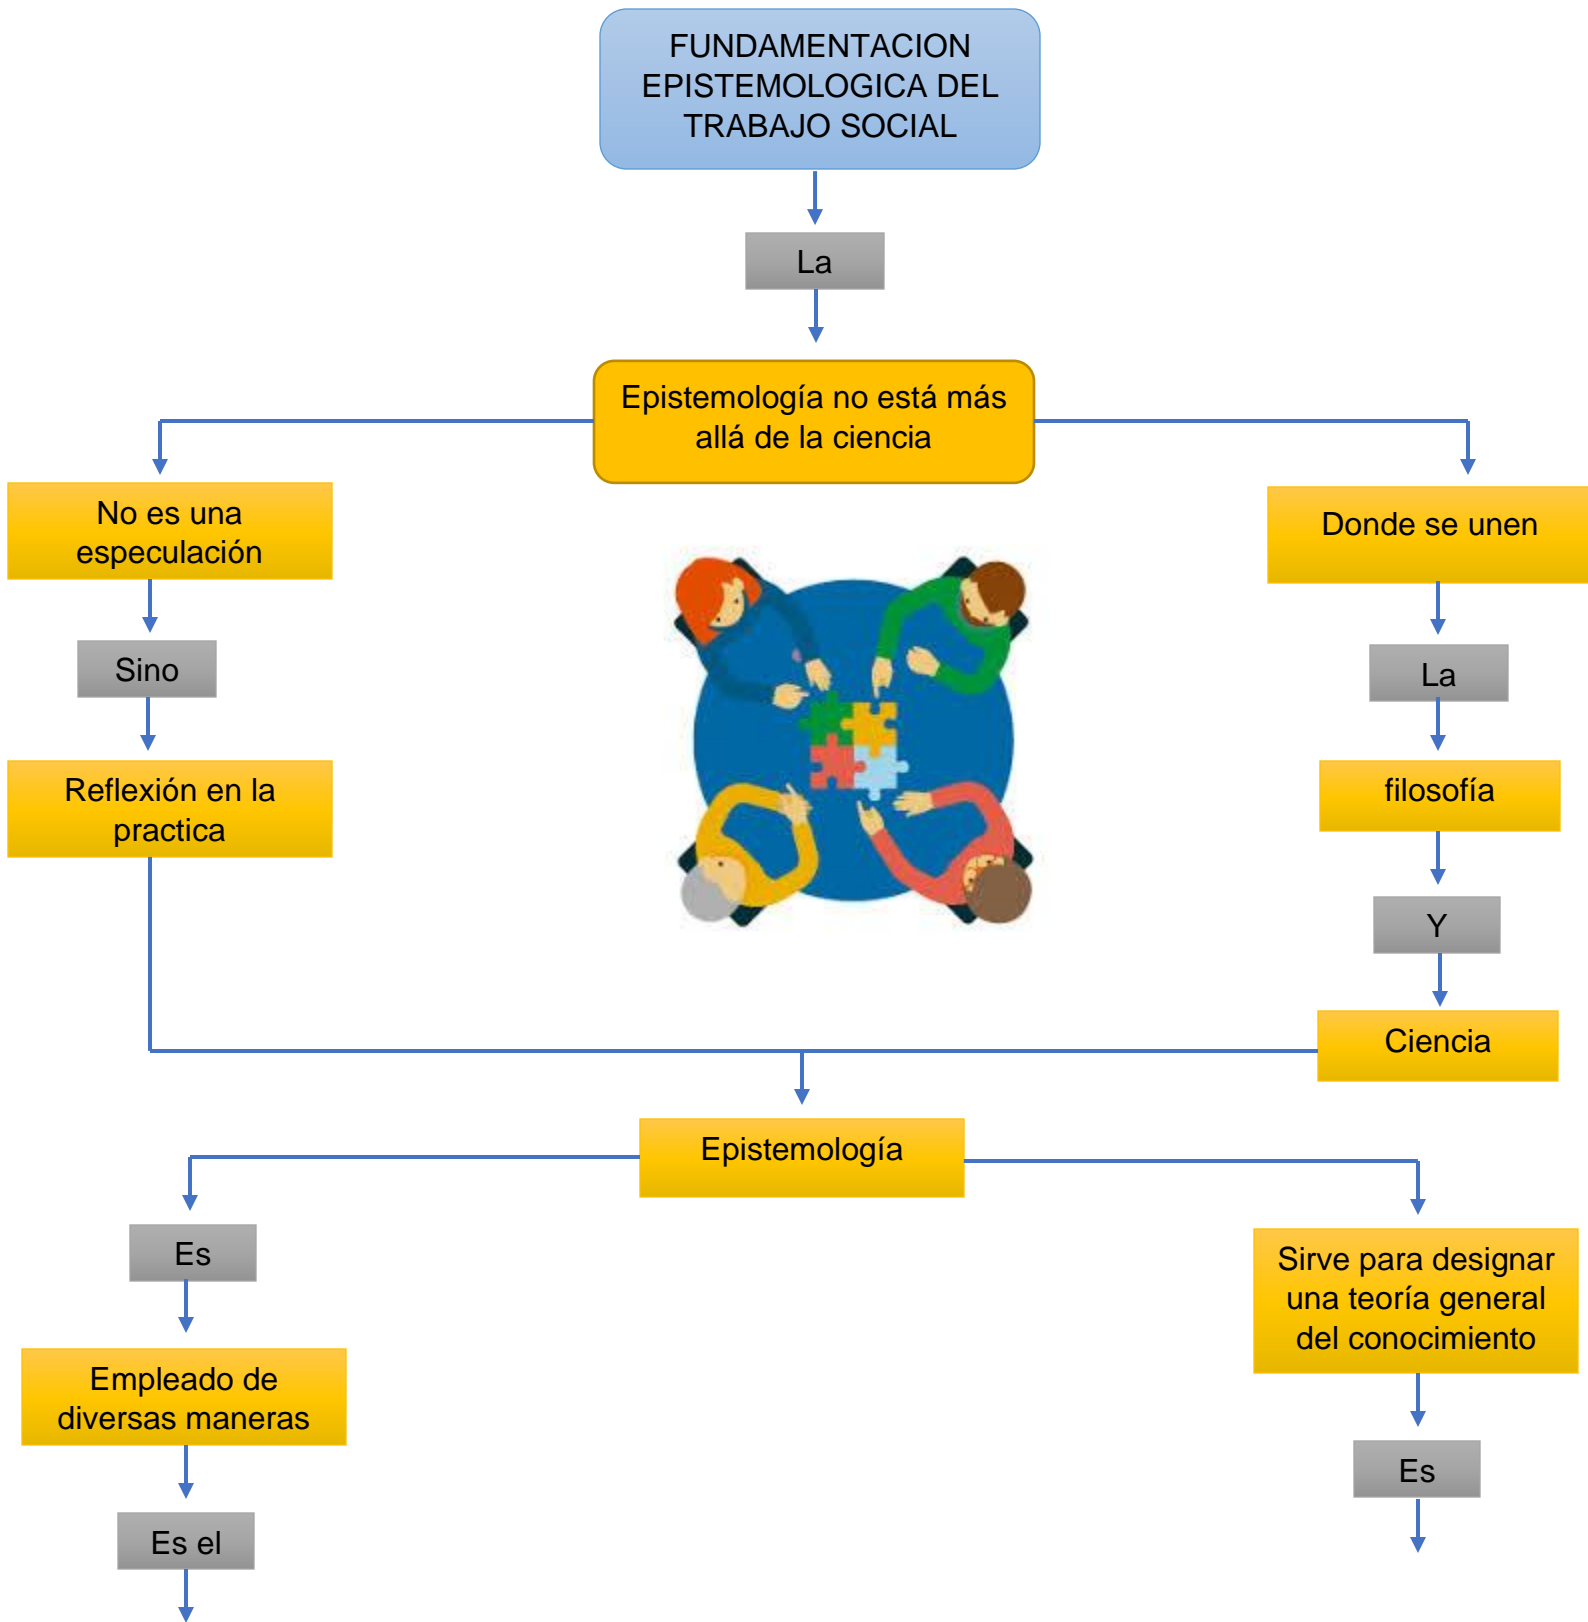 FUNDAMENTACION
EPISTEMOLOGICA DEL
TRABAJO SOCIAL
La
Epistemología no está más
allá de la ciencia
No es una
especulación
Donde se unen
Sino
La
Reflexión en la
practica
filosofía
Y
Ciencia
Epistemología
Es
Sirve para designar
una teoría general
del conocimiento
Empleado de
diversas maneras
Es
Es el